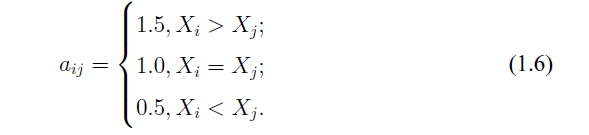 1.5, X_i > X_j;
a_{ij} = { 1.0, X_i = X_j; (1.6)
0.5, X_i < X_j.